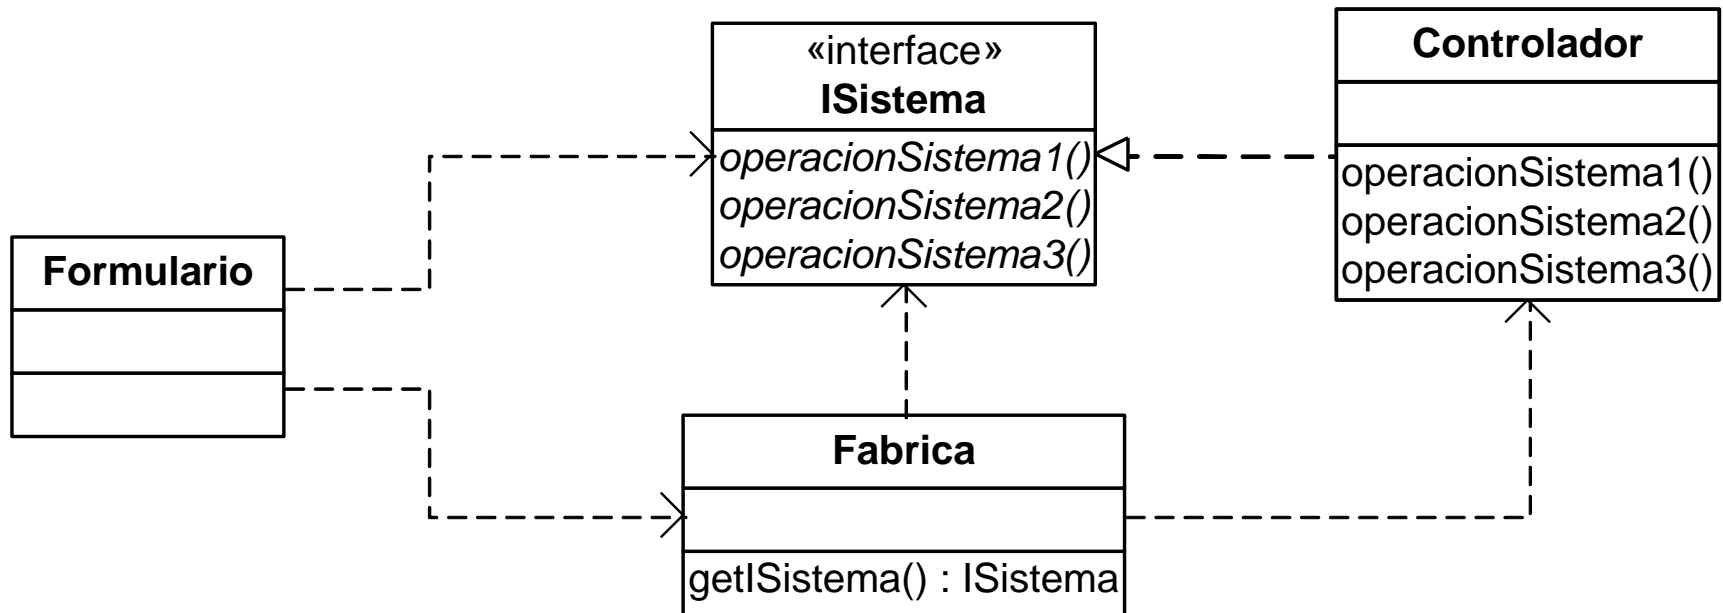 «interface»
ISistema
operacionSistema1()
operacionSistema2()
operacionSistema3()
Controlador
operacionSistema1()
operacionSistema2()
operacionSistema3()
Formulario
Fabrica
getISistema() : ISistema